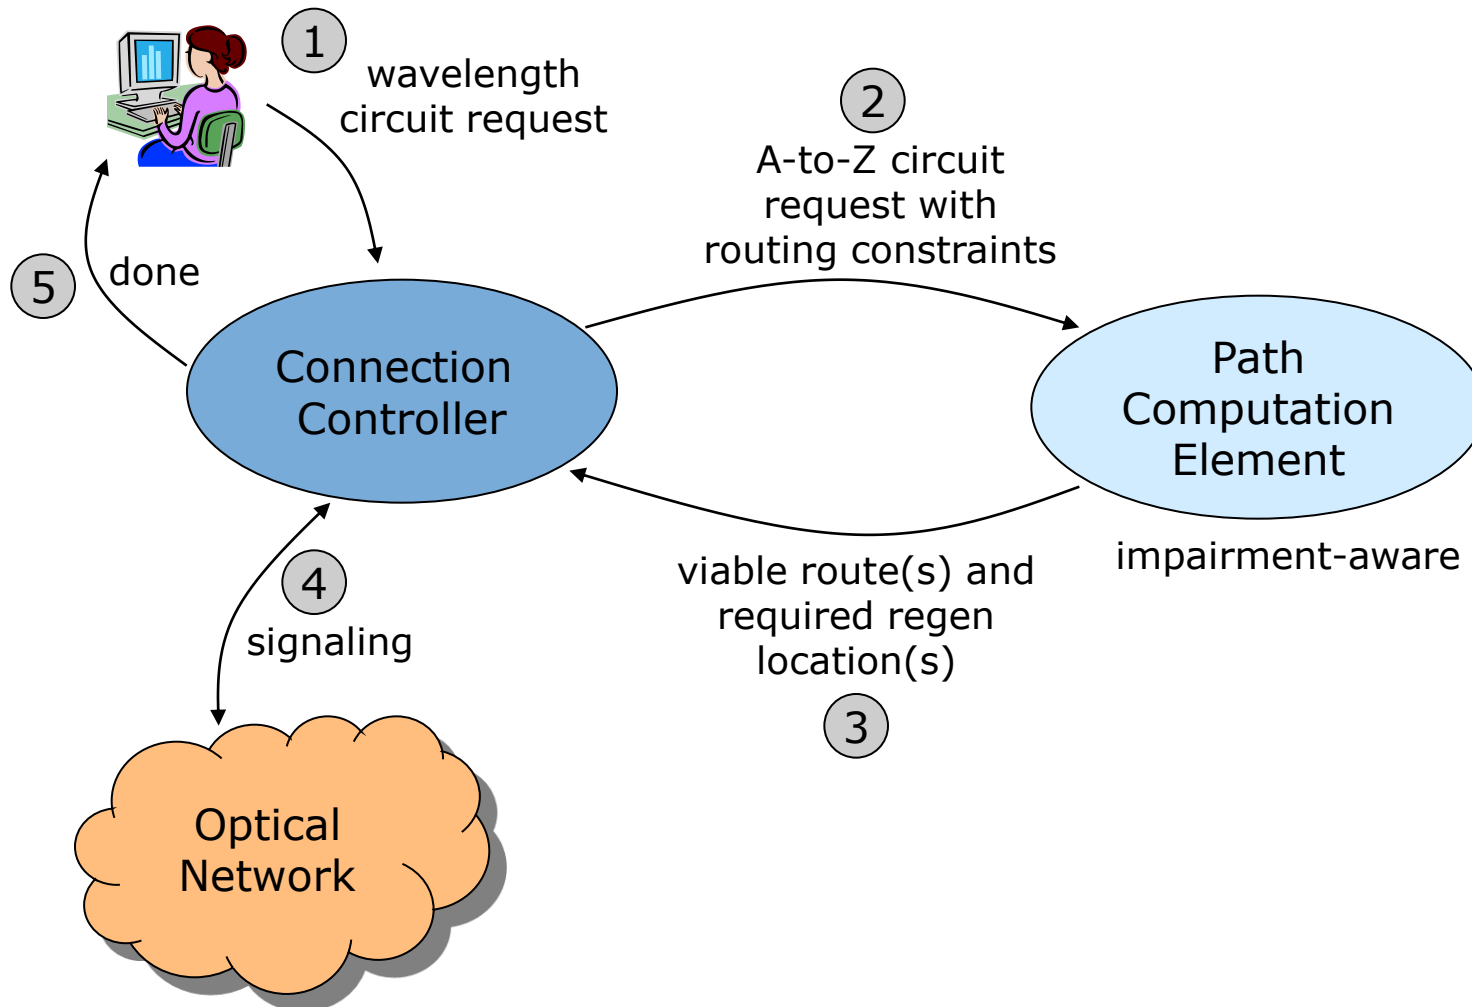 1
wavelength
circuit request
2
A-to-Z circuit
request with
routing constraints
5
done
Connection
Controller
Path
Computation
Element
impairment-aware
4
signaling
viable route(s) and
required regen
location(s)
3
Optical
Network